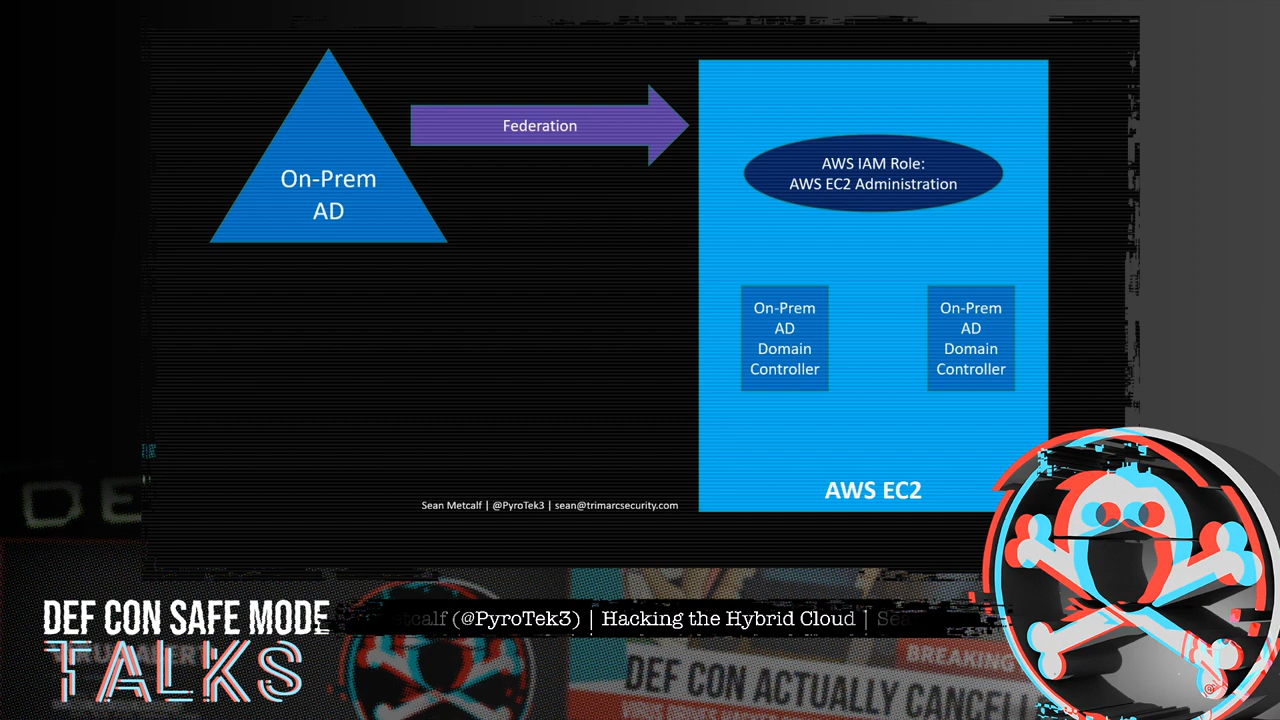 On-Prem
AD
Federation
AWS IAM Role:
AWS EC2 Administration
On-Prem
AD
Domain
Controller
On-Prem
AD
Domain
Controller
AWS EC2
Sean Metcalf | @PyroTek3 | sean@trimarcsecurity.com
DEF CON SAFE MODE
TALKS
(@PyroTek3) | Hacking the Hybrid Cloud |
BREAKING
DEF CON ACTUALLY